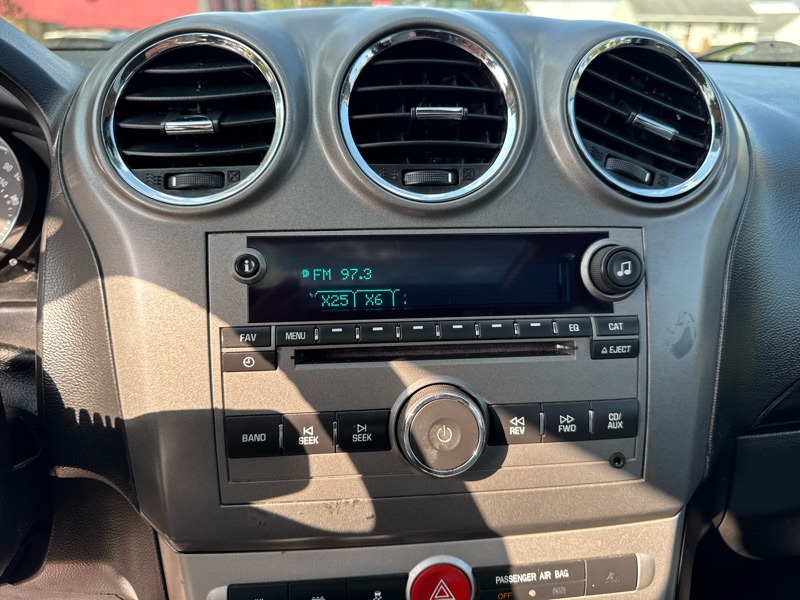 FM 97.3
X25 X6
FAV
MENU
EQ
CAT
EJECT
BAND
SEEK
SEEK
REV
FWD
CD/
AUX
PASSENGER AIR BAG
OFF